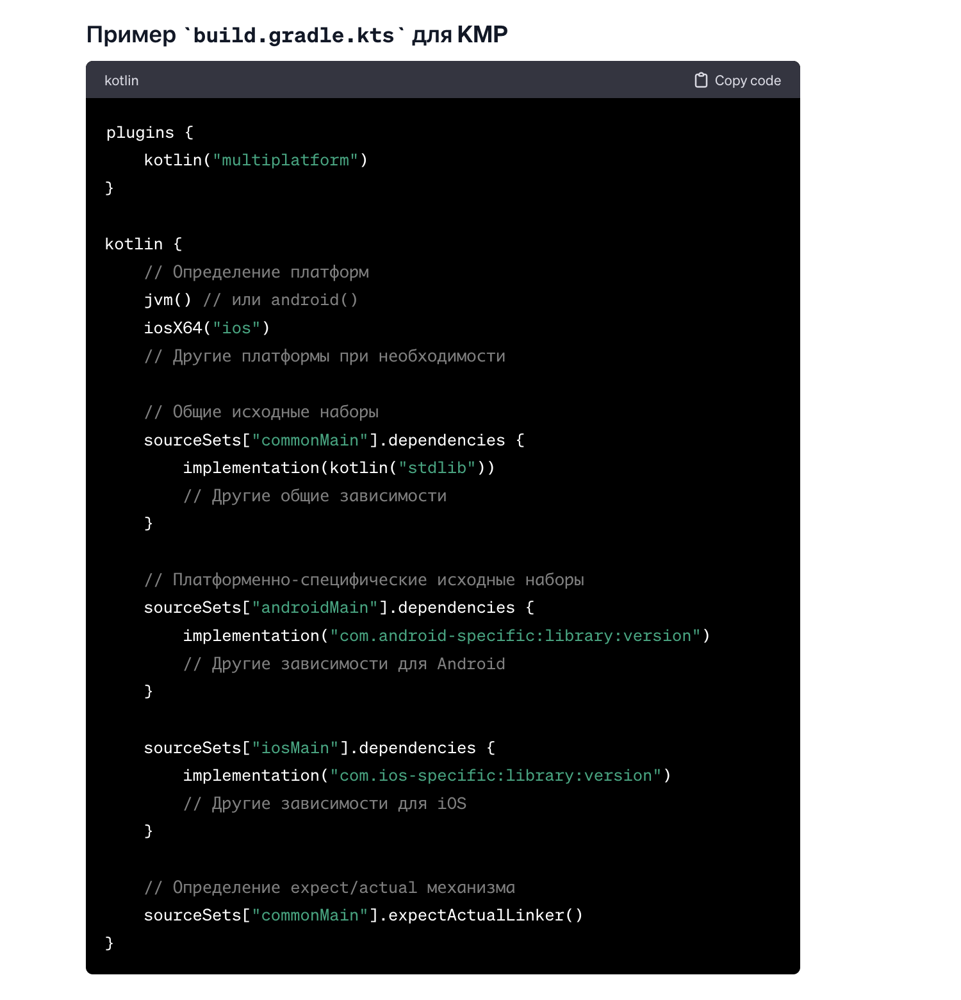 Пример `build.gradle.kts` для KMP
kotlin
Copy code
plugins {
    kotlin("multiplatform")
}
kotlin {
    // Определение платформ
    jvm() // или android()
    iosX64("ios")
    // Другие платформы при необходимости
    // Общие исходные наборы
    sourceSets["commonMain"].dependencies {
        implementation(kotlin("stdlib"))
        // Другие общие зависимости
    }
    // Платформенно-специфические исходные наборы
    sourceSets["androidMain"].dependencies {
        implementation("com.android-specific:library:version")
        // Другие зависимости для Android
    }
    sourceSets["iosMain"].dependencies {
        implementation("com.ios-specific:library:version")
        // Другие зависимости для iOS
    }
    // Определение expect/actual механизма
    sourceSets["commonMain"].expectActualLinker()
}